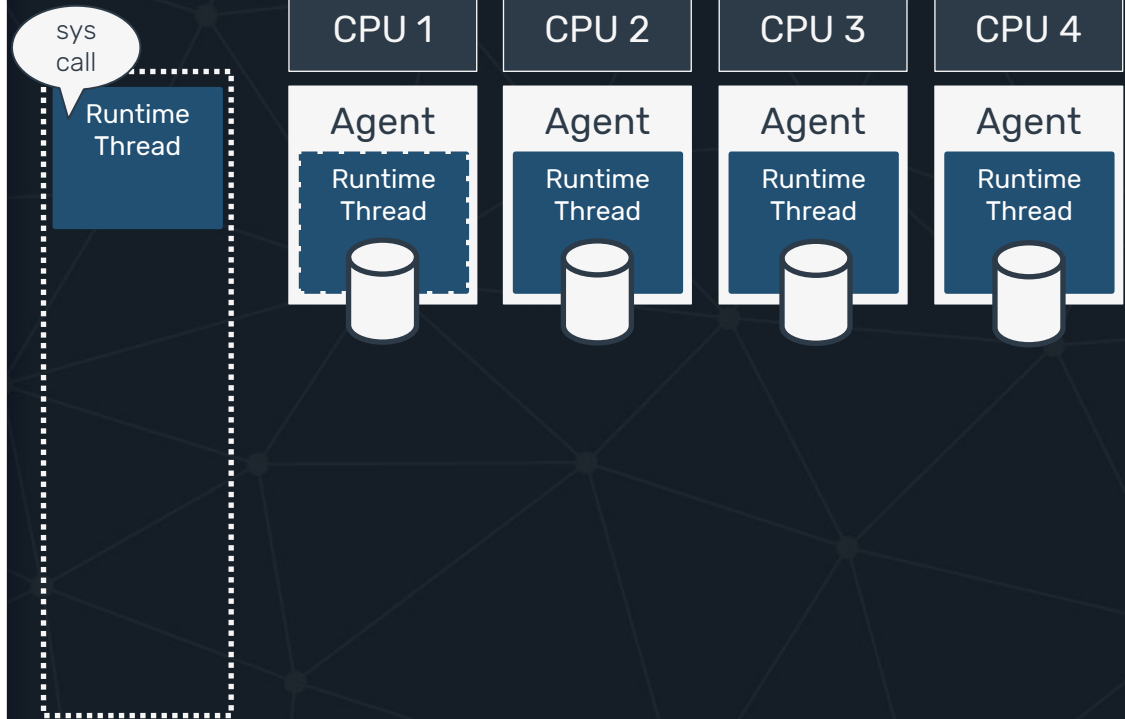 sys
call
Runtime
Thread
CPU 1
CPU 2
CPU 3
CPU 4
Agent
Agent
Agent
Agent
Runtime
Thread
Runtime
Thread
Runtime
Thread
Runtime
Thread